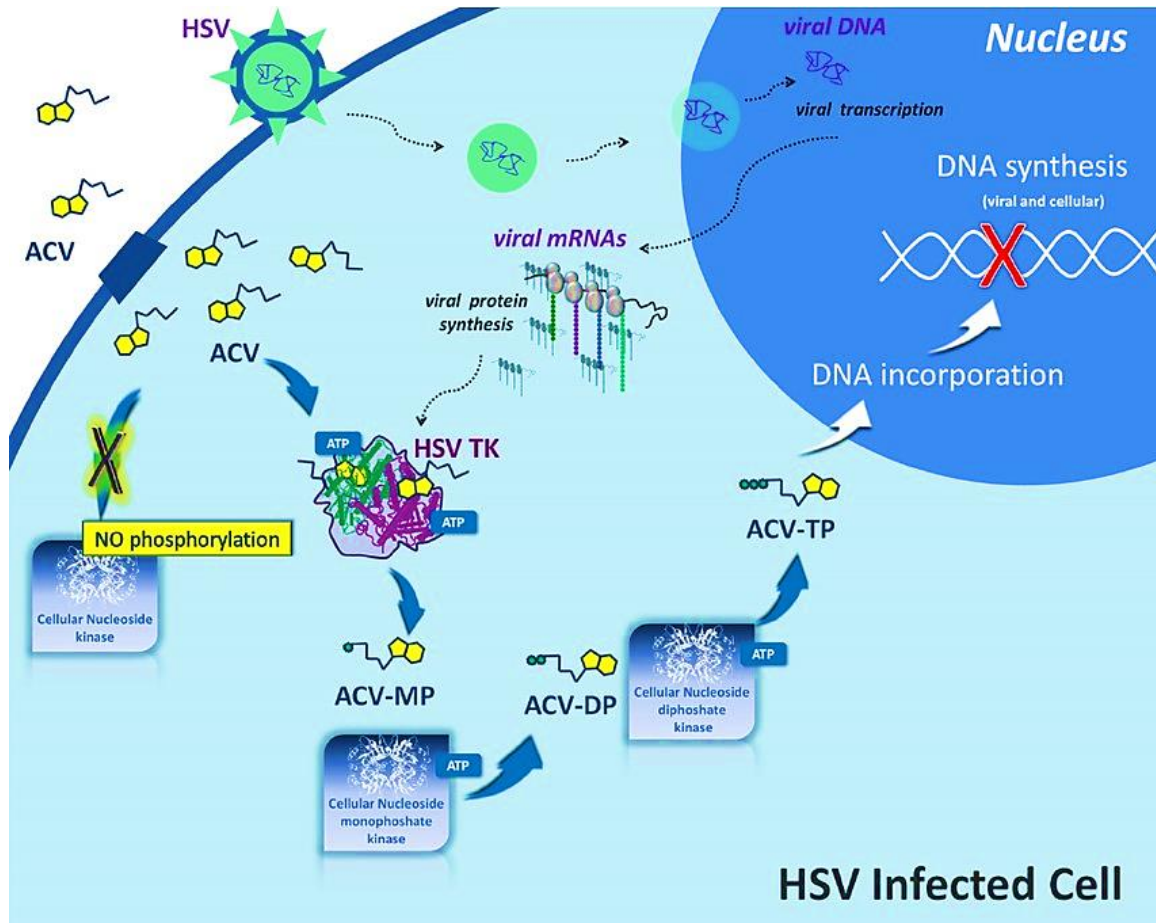 HSV
viral DNA
Nucleus
viral transcription
DNA synthesis
(viral and cellular)
ACV
viral mRNAs
viral protein
synthesis
ACV
DNA incorporation
ATP
HSV TK
ATP
NO phosphorylation
Cellular Nucleoside
kinase
ACV-TP
ACV-MP
ACV-DP
Cellular Nucleoside
diphoshate
kinase
ATP
Cellular Nucleoside
monophoshate
kinase
ATP
HSV Infected Cell